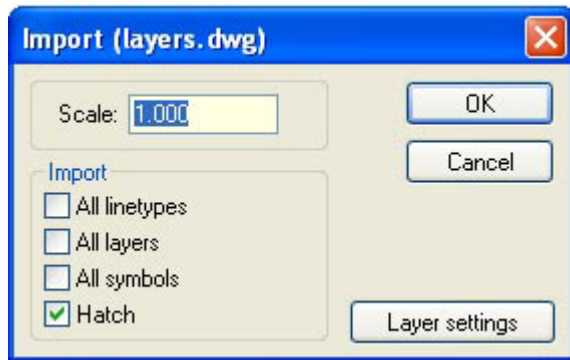 Import (layers.dwg)
Scale: 1.000
OK
Cancel
Import
All linetypes
All layers
All symbols
Hatch
Layer settings